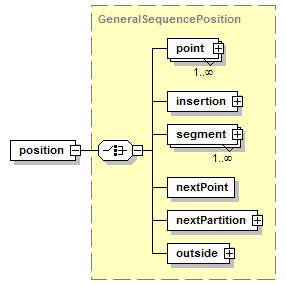 GeneralSequencePosition
point
1..∞
insertion
segment
1..∞
position
nextPoint
nextPartition
outside